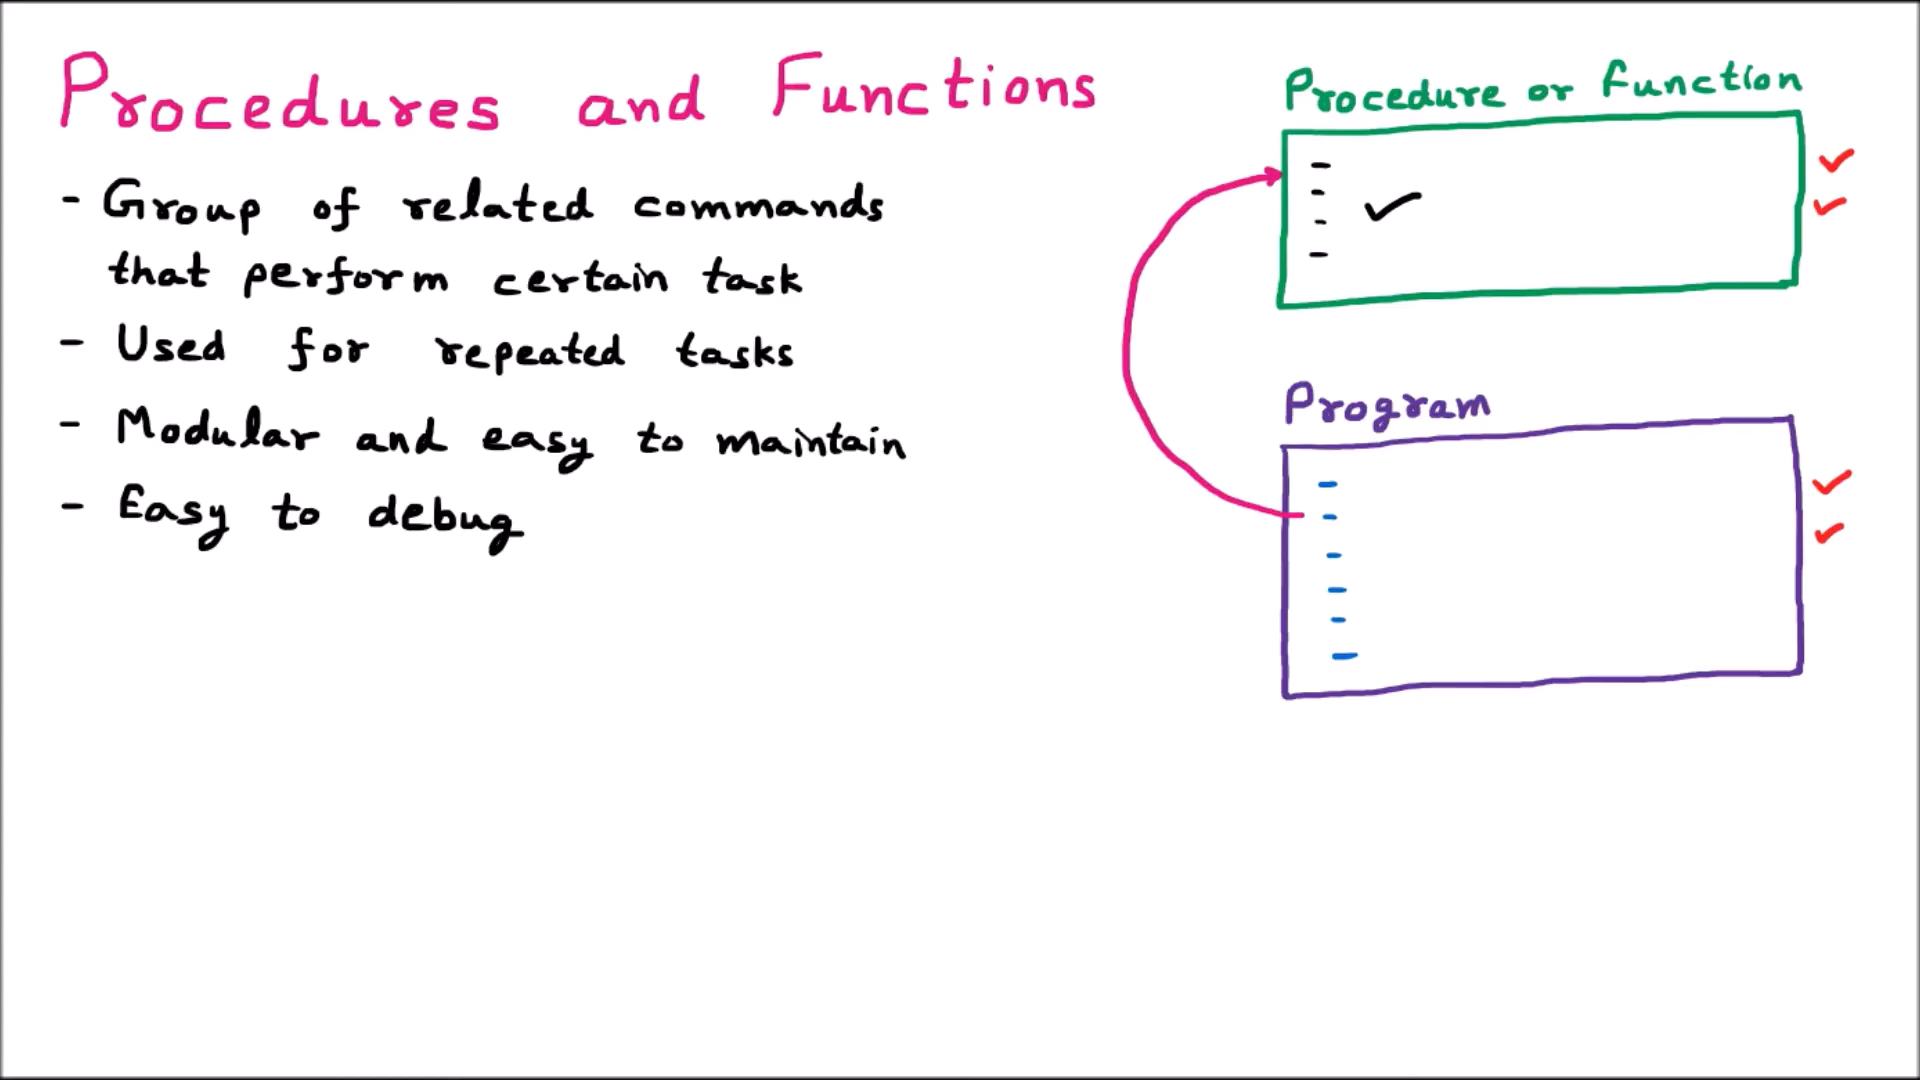 Procedures and Functions
- Group of related commands
that perform certain task
- Used for repeated tasks
- Modular and easy to maintain
- Easy to debug
Procedure or function
Program